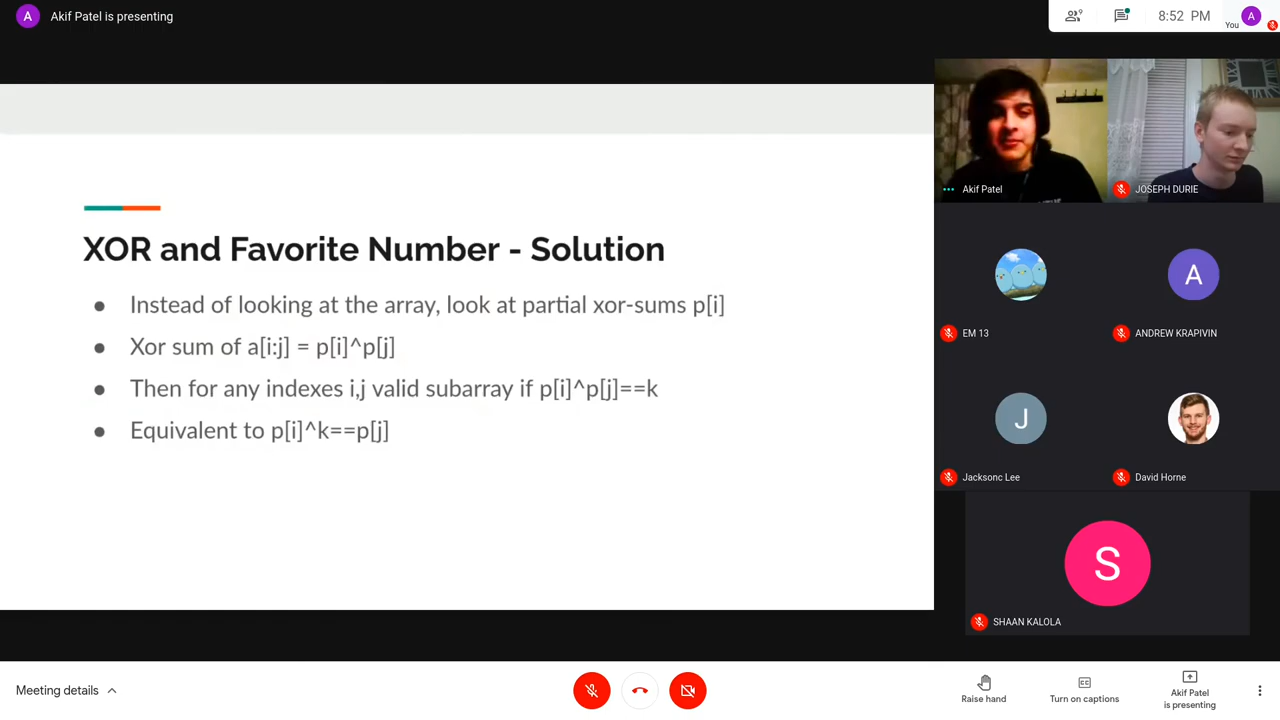 A
Akif Patel is presenting
9
8:52 PM
You
A
XOR and Favorite Number - Solution
● Instead of looking at the array, look at partial xor-sums p[i]
● Xor sum of a[i:j] = p[i]^p[j]
● Then for any indexes i,j valid subarray if p[i]^p[j]==k
● Equivalent to p[i]^k==p[j]
Akif Patel
JOSEPH DURIE
A
EM 13
ANDREW KRAPIVIN
J
Jacksonc Lee
David Horne
S
SHAAN KALOLA
Meeting details
Raise hand
CC
Turn on captions
Akif Patel
is presenting